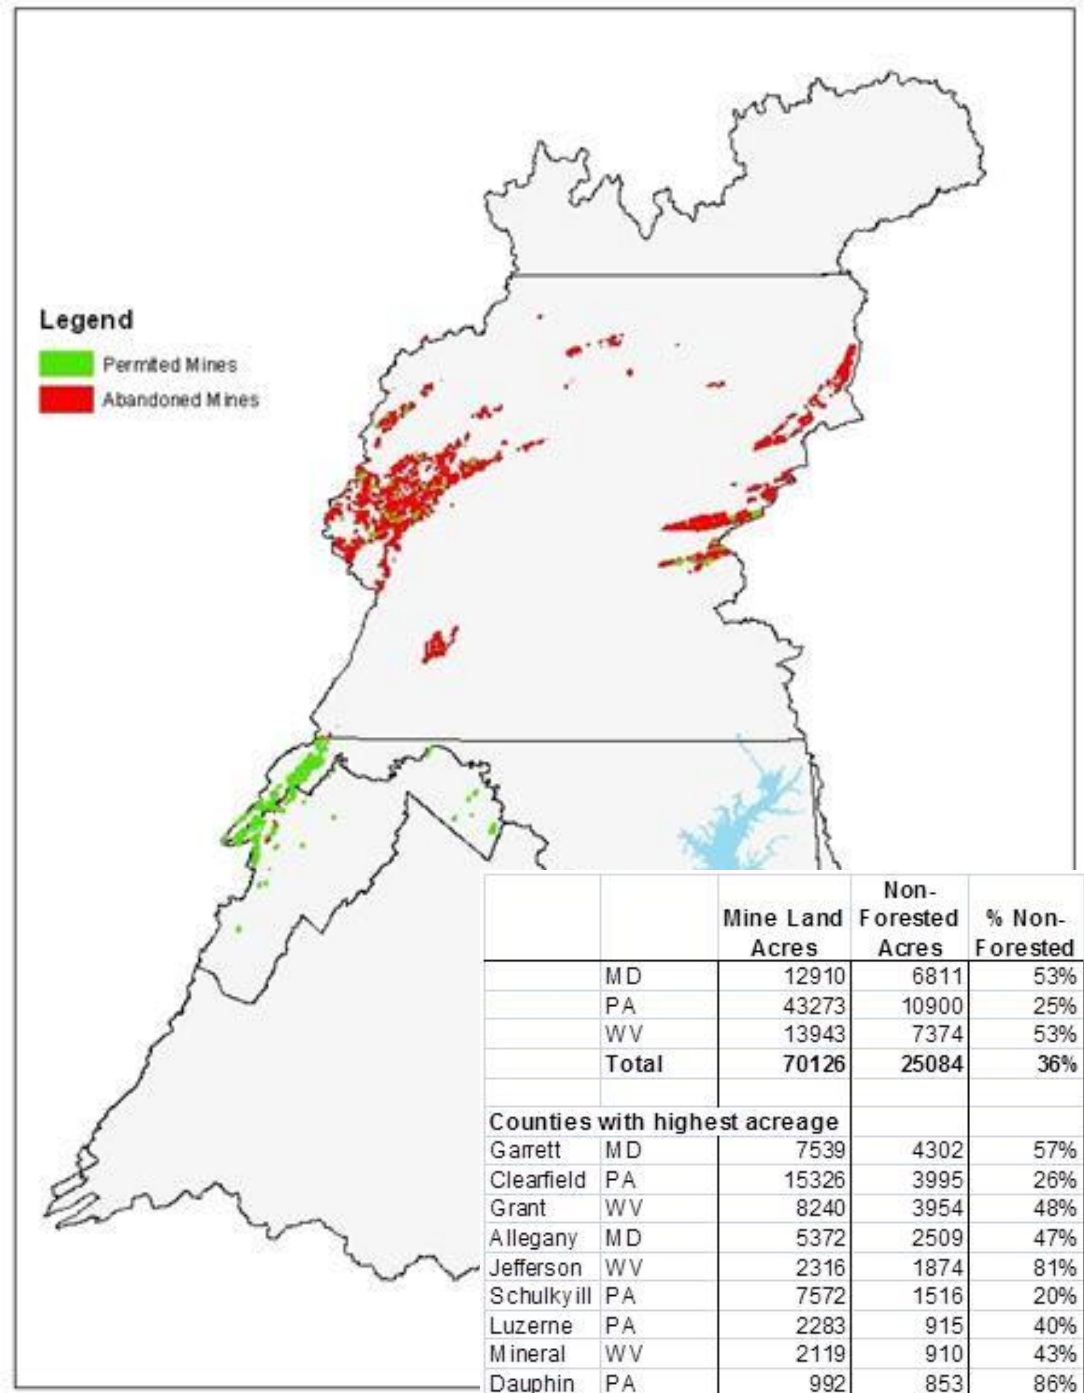 Legend
Permited Mines
Abandoned Mines
Mine Land Acres Non-Forested Acres % Non-Forested
MD 12910 6811 53%
PA 43273 10900 25%
WV 13943 7374 53%
Total 70126 25084 36%
Counties with highest acreage
Garrett MD 7539 4302 57%
Clearfield PA 15326 3995 26%
Grant WV 8240 3954 48%
Allegany MD 5372 2509 47%
Jefferson WV 2316 1874 81%
Schulkyill PA 7572 1516 20%
Luzerne PA 2283 915 40%
Mineral WV 2119 910 43%
Dauphin PA 992 853 86%